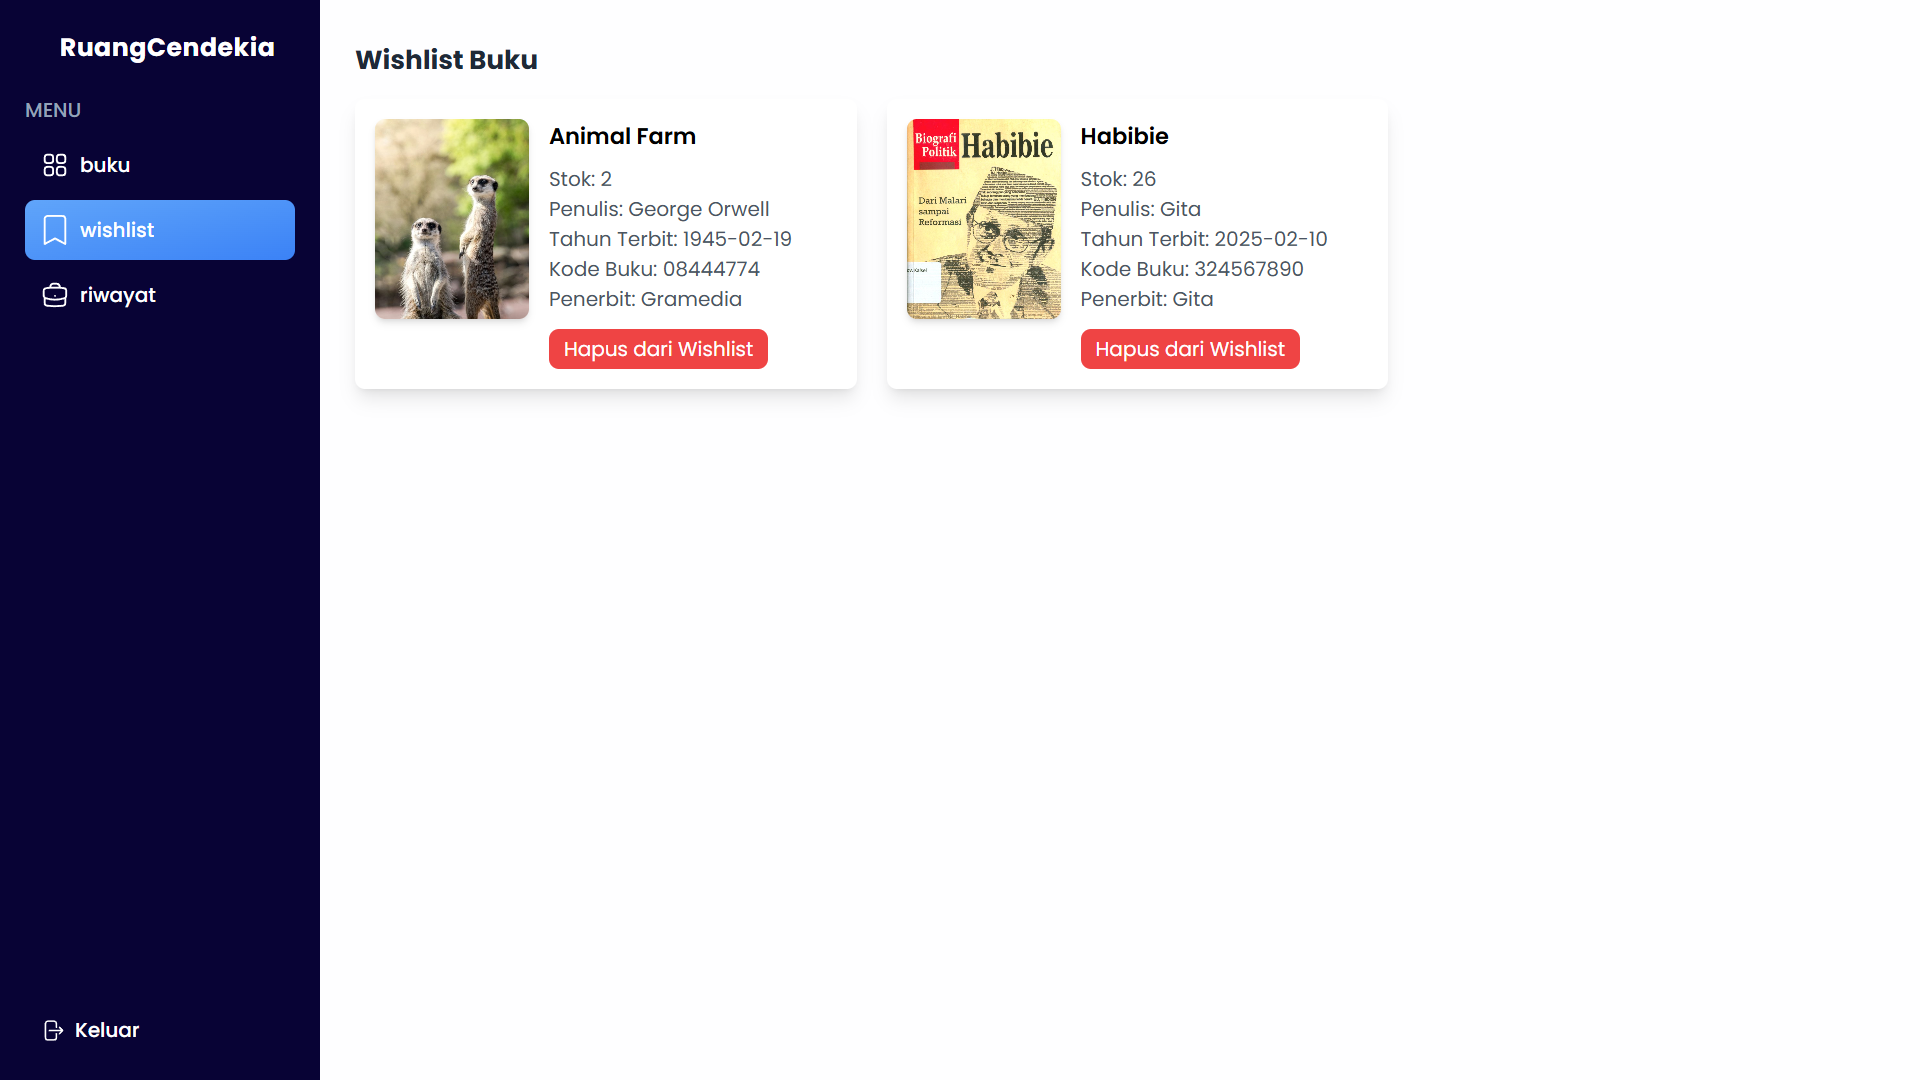 RuangCendekia
MENU
buku
wishlist
riwayat
Keluar
Wishlist Buku
Animal Farm
Stok: 2
Penulis: George Orwell
Tahun Terbit: 1945-02-19
Kode Buku: 08444774
Penerbit: Gramedia
Hapus dari Wishlist
Biografi
Politik
Habibie
Dari Malari
sampai
Reformasi
Habibie
Stok: 26
Penulis: Gita
Tahun Terbit: 2025-02-10
Kode Buku: 324567890
Penerbit: Gita
Hapus dari Wishlist